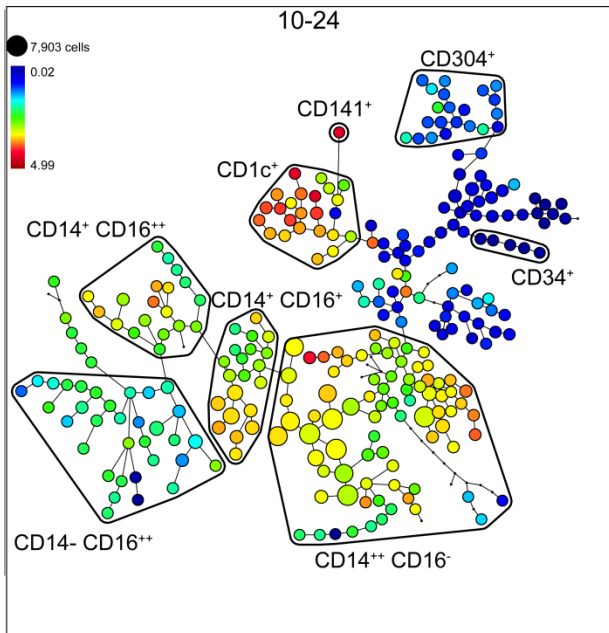 10-24
7,903 cells
0.02
4.99
CD304⁺
CD141⁺
CD1c⁺
CD14⁺ CD16⁺⁺
CD14⁺ CD16⁺
CD34⁺
CD14- CD16⁺⁺
CD14⁺⁺ CD16⁻